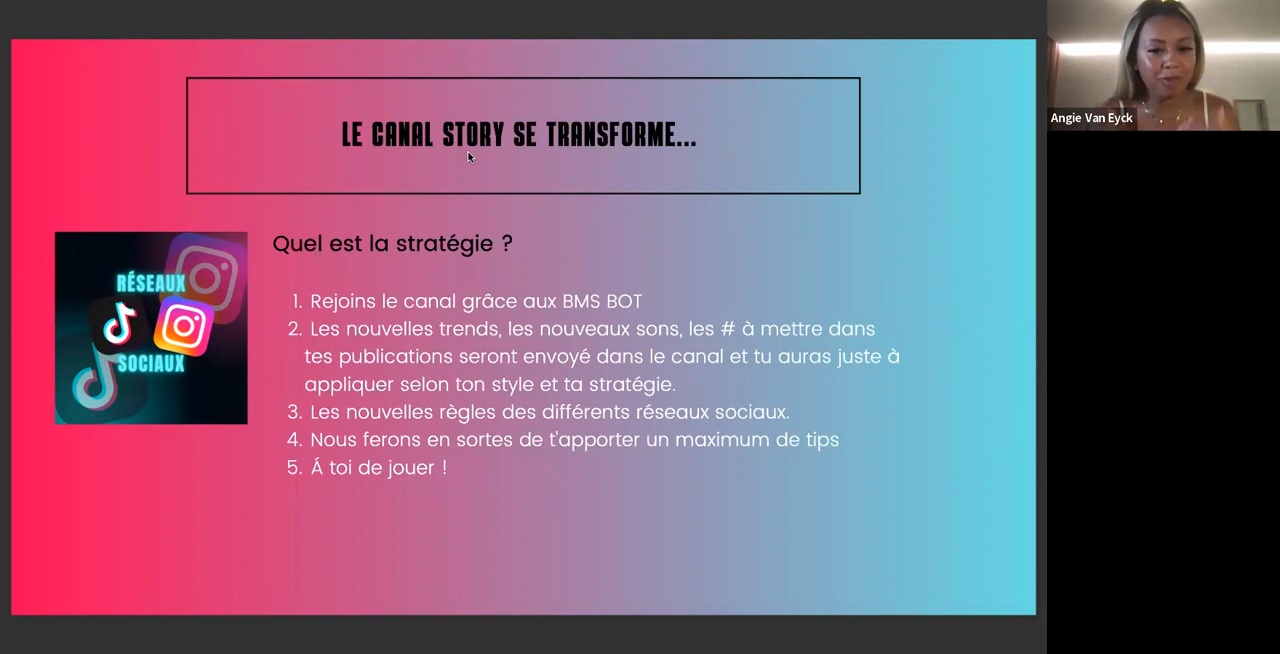 LE CANAL STORY SE TRANSFORME...
Angie Van Eyck
RÉSEAUX
SOCIAUX
Quel est la stratégie ?
1. Rejoins le canal grâce aux BMS BOT
2. Les nouvelles trends, les nouveaux sons, les # à mettre dans
tes publications seront envoyé dans le canal et tu auras juste à
appliquer selon ton style et ta stratégie.
3. Les nouvelles règles des différents réseaux sociaux.
4. Nous ferons en sortes de t'apporter un maximum de tips
5. Á toi de jouer !